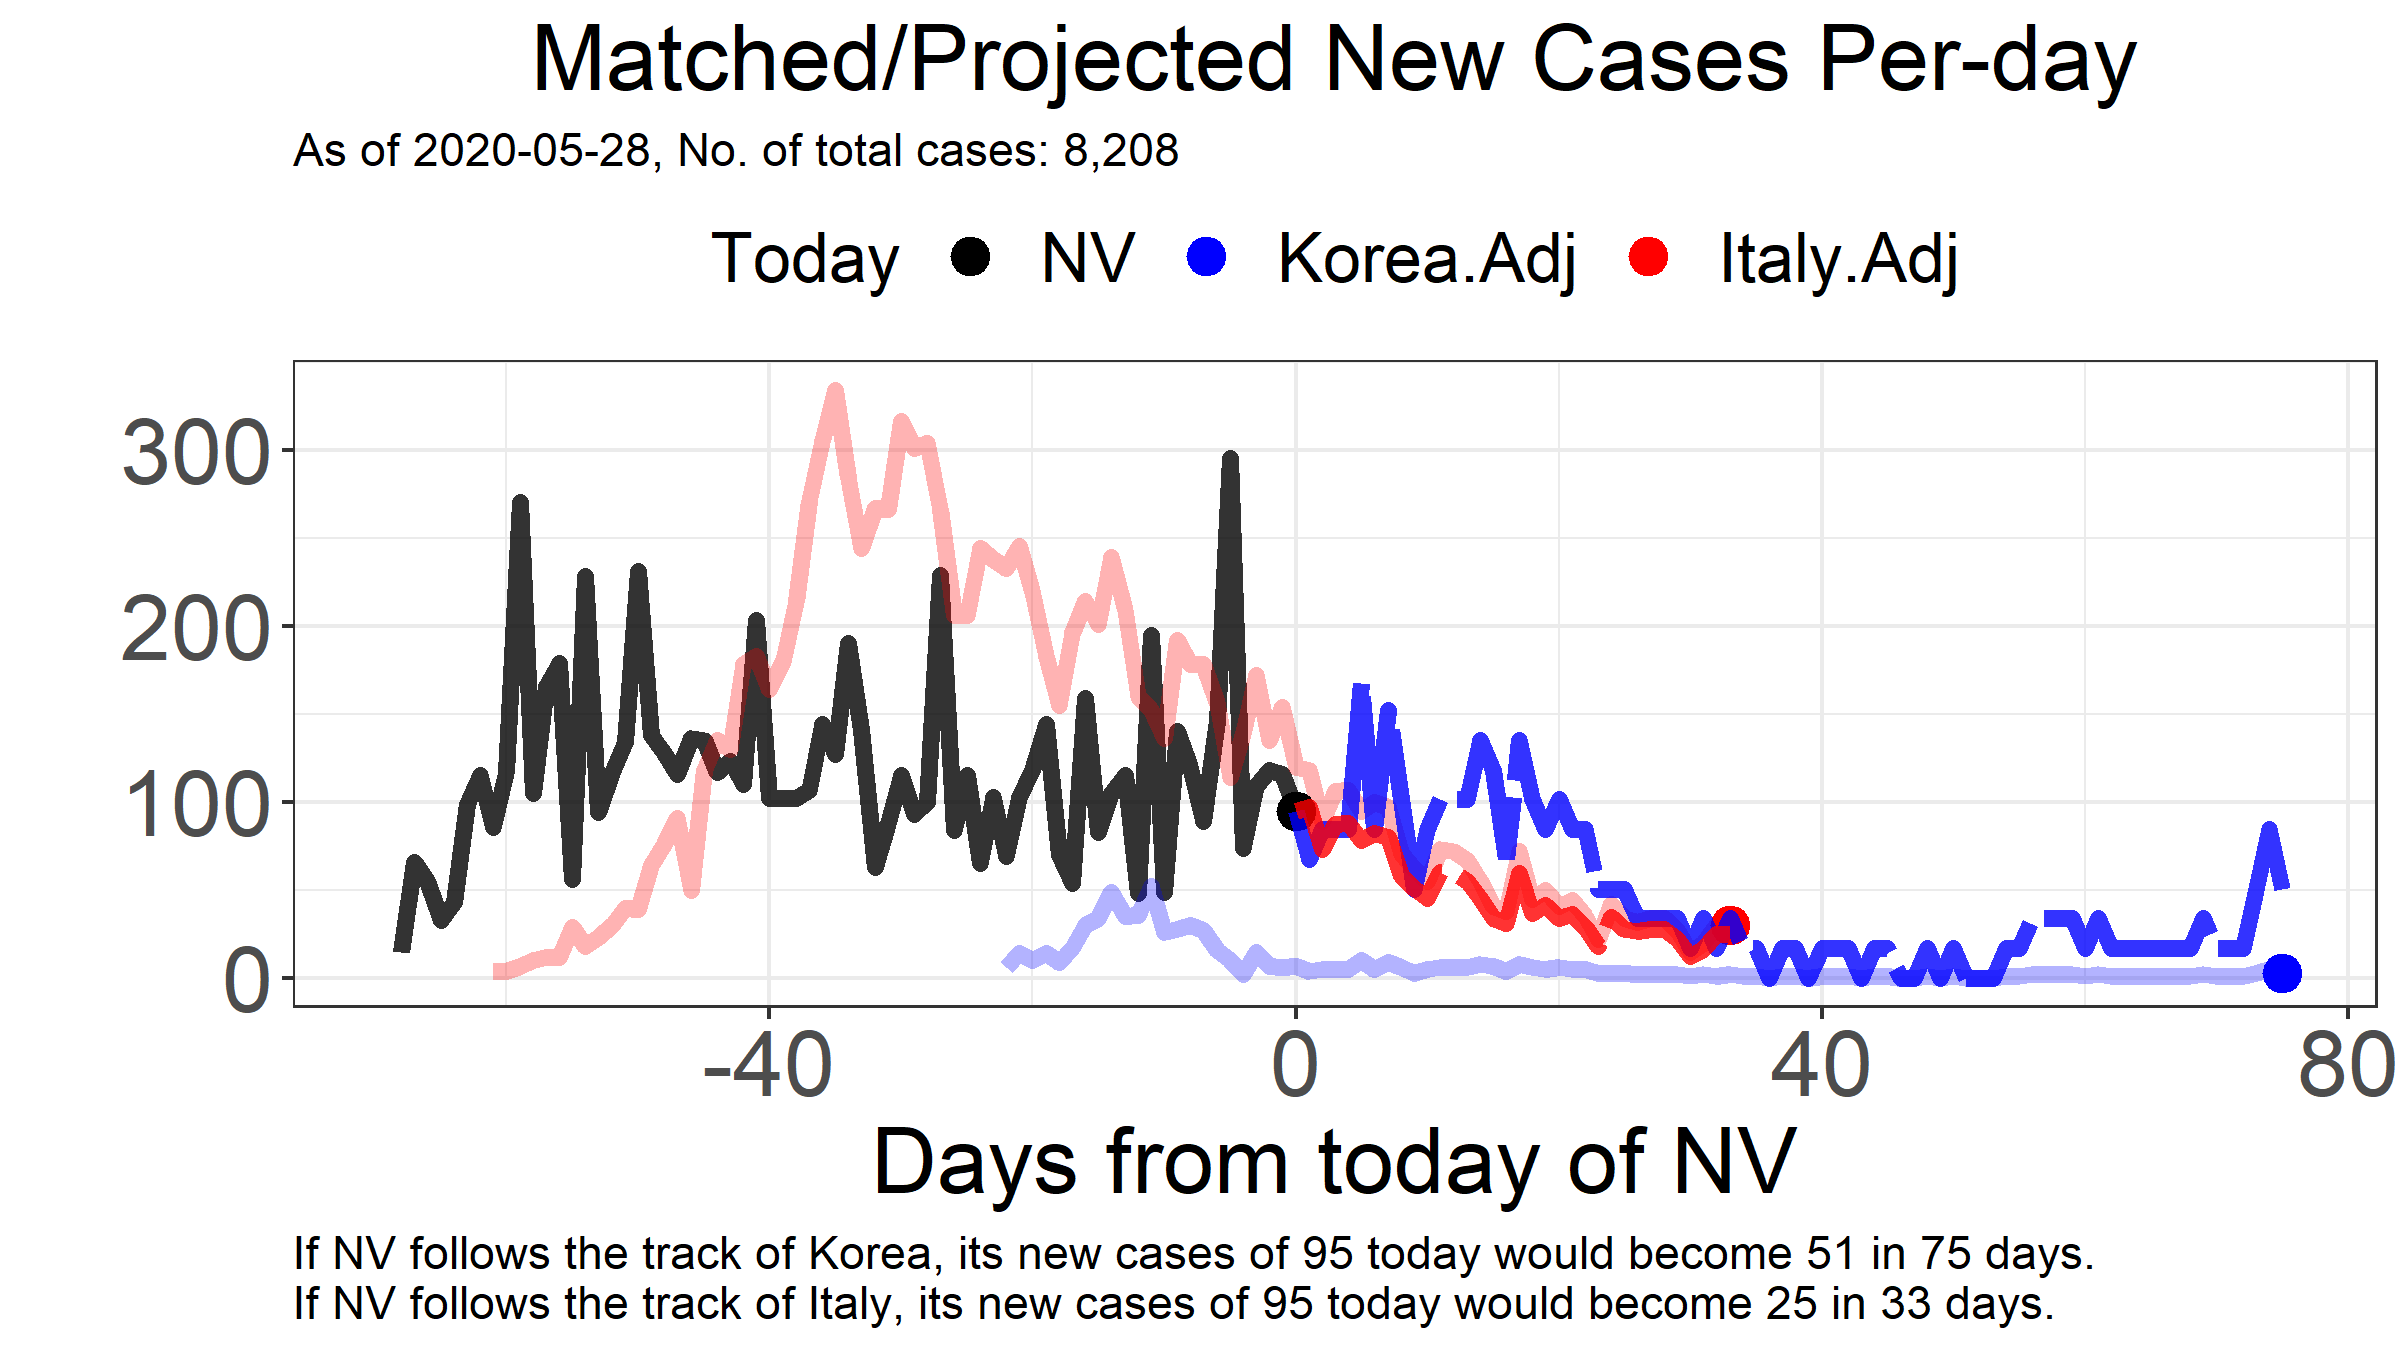 Matched/Projected New Cases Per-day
As of 2020-05-28, No. of total cases: 8,208
Today NV Korea.Adj Italy.Adj
300
200
100
0
-40 0 40 80
Days from today of NV
If NV follows the track of Korea, its new cases of 95 today would become 51 in 75 days.
If NV follows the track of Italy, its new cases of 95 today would become 25 in 33 days.